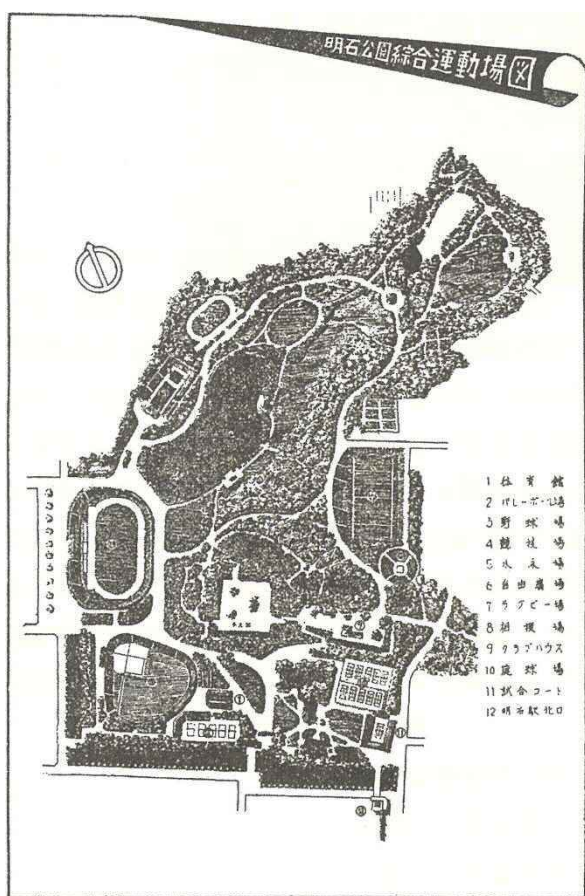 明石公園綜合運動場図
1 体育館
2 バレーボール場
3 野球場
4 競技場
5 水泳場
6 自由広場
7 ラグビー場
8 相撲場
9 クラブハウス
10 庭球場
11 試合コート
12 明石駅北口